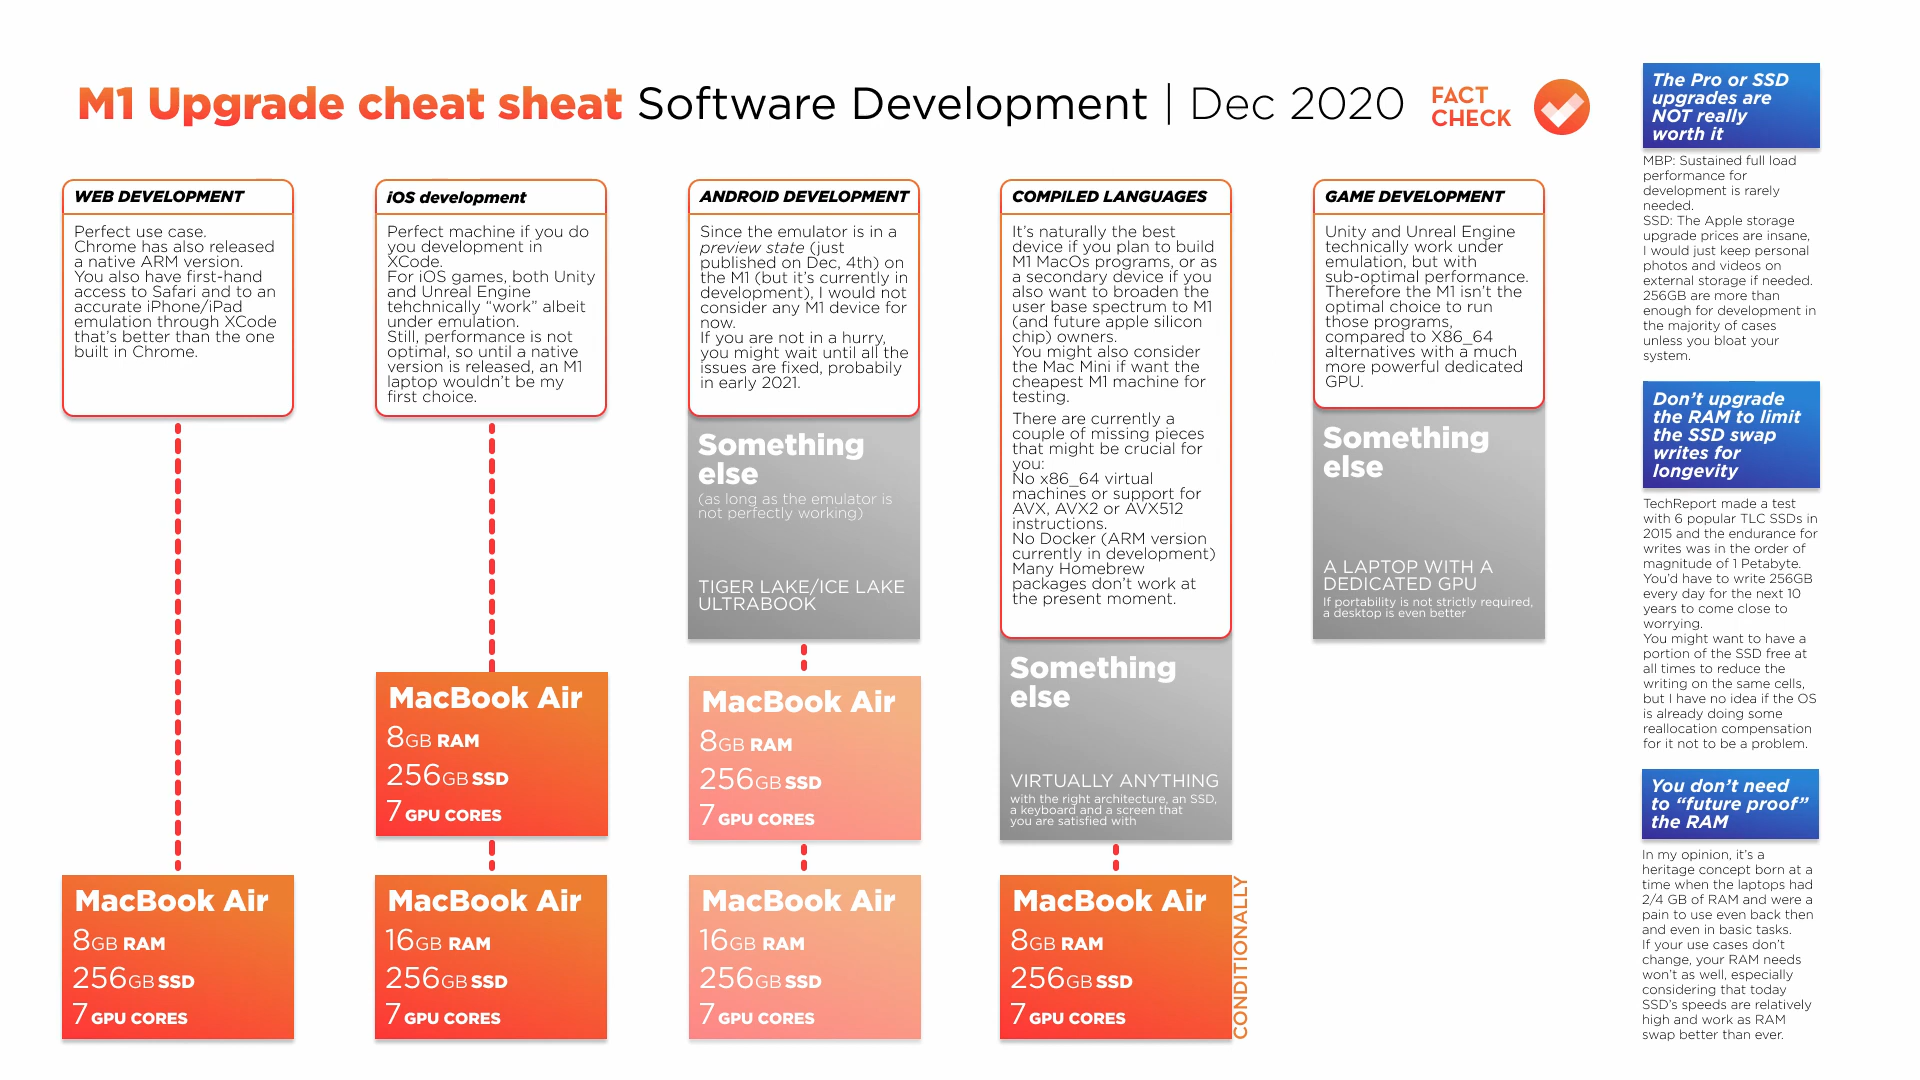 M1 Upgrade cheat sheat Software Development | Dec 2020
FACT
CHECK
WEB DEVELOPMENT
Perfect use case.
Chrome has also released
a native ARM version.
You also have first-hand
access to Safari and to an
accurate iPhone/iPad
emulation through XCode
that's better than the one
built in Chrome.
MacBook Air
8GB RAM
256GB SSD
7 GPU CORES
iOS development
Perfect machine if you do
you development in
XCode.
For iOS games, both Unity
and Unreal Engine
tehchnically “work” albeit
under emulation.
Still, performance is not
optimal, so until a native
version is released, an M1
laptop wouldn't be my
first choice.
MacBook Air
8GB RAM
256GB SSD
7 GPU CORES
MacBook Air
16GB RAM
256GB SSD
7 GPU CORES
ANDROID DEVELOPMENT
Since the emulator is in a
preview state (just
published on Dec, 4th) on
the M1 (but it's currently in
development), I would not
consider any M1 device for
now.
If you are not in a hurry,
you might wait until all the
issues are fixed, probabily
in early 2021.
Something
else
(as long as the emulator is
not perfectly working)
TIGER LAKE/ICE LAKE
ULTRABOOK
MacBook Air
8GB RAM
256GB SSD
7 GPU CORES
MacBook Air
16GB RAM
256GB SSD
7 GPU CORES
COMPILED LANGUAGES
It's naturally the best
device if you plan to build
M1 MacOs programs, or as
a secondary device if you
also want to broaden the
user base spectrum to M1
(and future apple silicon
chip) owners.
You might also consider
the Mac Mini if want the
cheapest M1 machine for
testing.
There are currently a
couple of missing pieces
that might be crucial for
you:
No x86_64 virtual
machines or support for
AVX, AVX2 or AVX512
instructions.
No Docker (ARM version
currently in development)
Many Homebrew
packages don't work at
the present moment.
Something
else
VIRTUALLY ANYTHING
with the right architecture, an SSD,
a keyboard and a screen that
you are satisfied with
MacBook Air
8GB RAM
256GB SSD
7 GPU CORES
CONDITIONALLY
GAME DEVELOPMENT
Unity and Unreal Engine
technically work under
emulation, but with
sub-optimal performance.
Therefore the M1 isn't the
optimal choice to run
those programs,
compared to X86_64
alternatives with a much
more powerful dedicated
GPU.
Something
else
A LAPTOP WITH A
DEDICATED GPU
If portability is not strictly required,
a desktop is even better
The Pro or SSD
upgrades are
NOT really
worth it
MBP: Sustained full load
performance for
development is rarely
needed.
SSD: The Apple storage
upgrade prices are insane,
I would just keep personal
photos and videos on
external storage if needed.
256GB are more than
enough for development in
the majority of cases
unless you bloat your
system.
Don't upgrade
the RAM to limit
the SSD swap
writes for
longevity
TechReport made a test
with 6 popular TLC SSDs in
2015 and the endurance for
writes was in the order of
magnitude of 1 Petabyte.
You'd have to write 256GB
every day for the next 10
years to come close to
worrying.
You might want to have a
portion of the SSD free at
all times to reduce the
writing on the same cells,
but I have no idea if the OS
is already doing some
reallocation compensation
for it not to be a problem.
You don't need
to “future proof”
the RAM
In my opinion, it's a
heritage concept born at a
time when the laptops had
2/4 GB of RAM and were a
pain to use even back then
and even in basic tasks.
If your use cases don't
change, your RAM needs
won't as well, especially
considering that today
SSD's speeds are relatively
high and work as RAM
swap better than ever.